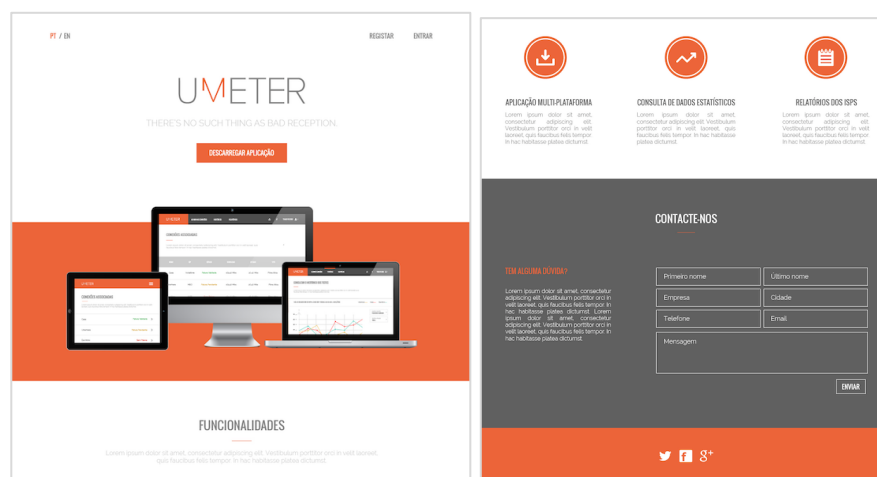 PT / EN
REGISTAR
ENTRAR
UMETER
THERE'S NO SUCH THING AS BAD RECEPTION.
DESCARREGAR APLICAÇÃO
FUNCIONALIDADES
Lorem ipsum dolor sit amet, consectetur adipiscing elit. Vestibulum porttitor orci in velit laoreet,
quis faucibus felis tempor. In hac habitasse platea dictumst.
APLICAÇÃO MULTI-PLATAFORMA
Lorem ipsum dolor sit amet,
consectetur adipiscing elit.
Vestibulum porttitor orci in velit
laoreet, quis faucibus felis tempor.
In hac habitasse platea dictumst.
CONSULTA DE DADOS ESTATÍSTICOS
Lorem ipsum dolor sit amet,
consectetur adipiscing elit. Vestibulum
porttitor orci in velit laoreet, quis
faucibus felis tempor. In hac habitasse
platea dictumst.
RELATÓRIOS DOS ISPS
Lorem ipsum dolor sit amet,
consectetur adipiscing elit.
Vestibulum porttitor orci in velit
laoreet, quis faucibus felis tempor.
In hac habitasse platea dictumst.
CONTACTE-NOS
TEM ALGUMA DÚVIDA?
Lorem ipsum dolor sit amet, consectetur
adipiscing elit. Vestibulum porttitor orci in
velit laoreet, quis faucibus felis tempor. In
hac habitasse platea dictumst. Lorem
ipsum dolor sit amet, consectetur
adipiscing elit. Vestibulum porttitor orci in
velit laoreet, quis faucibus felis tempor. In
hac habitasse platea dictumst.
Primeiro nome
Último nome
Empresa
Cidade
Telefone
Email
Mensagem
ENVIAR